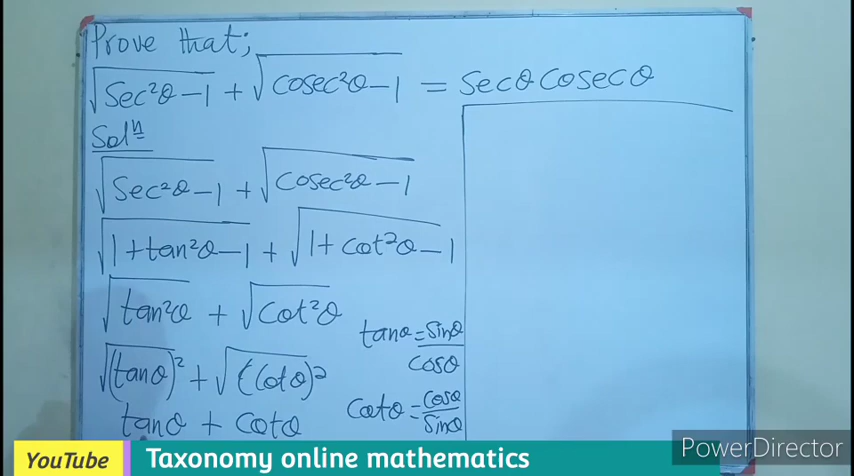 Prove that;
√(Sec²θ-1) + √(Cosec²θ-1) = Secθ Cosecθ
Solⁿ
√(Sec²θ-1) + √(Cosec²θ-1)
√(1+tan²θ-1) + √(1+cot²θ-1)
√(tan²θ) + √(Cot²θ)
tanθ = sinθ/cosθ
√(tanθ)² + √(Cotθ)²
cotθ = cosθ/sinθ
tanθ + Cotθ
PowerDirector
YouTube Taxonomy online mathematics